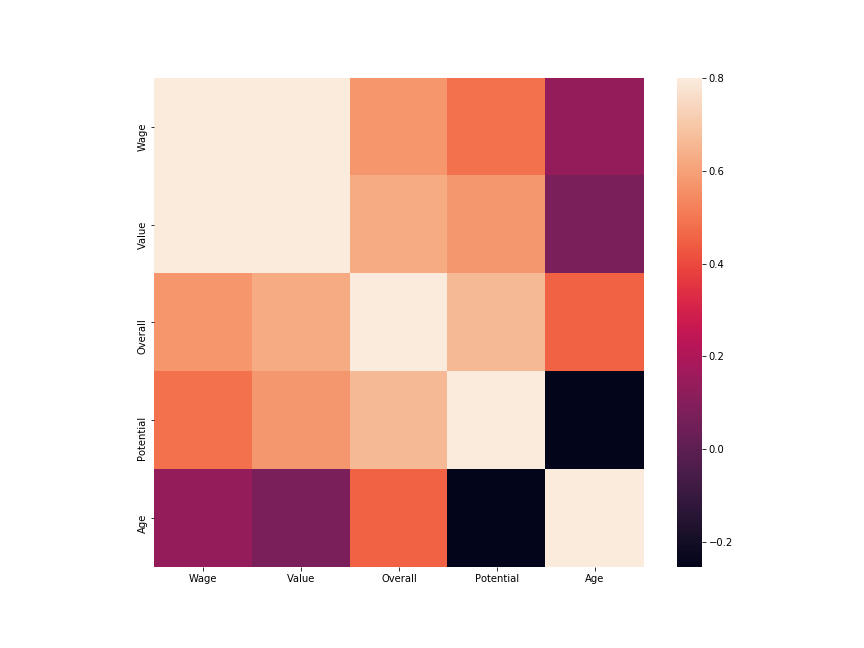 Wage
Value
Overall
Potential
Age
Wage
Value
Overall
Potential
Age
0.8
0.6
0.4
0.2
0.0
−0.2